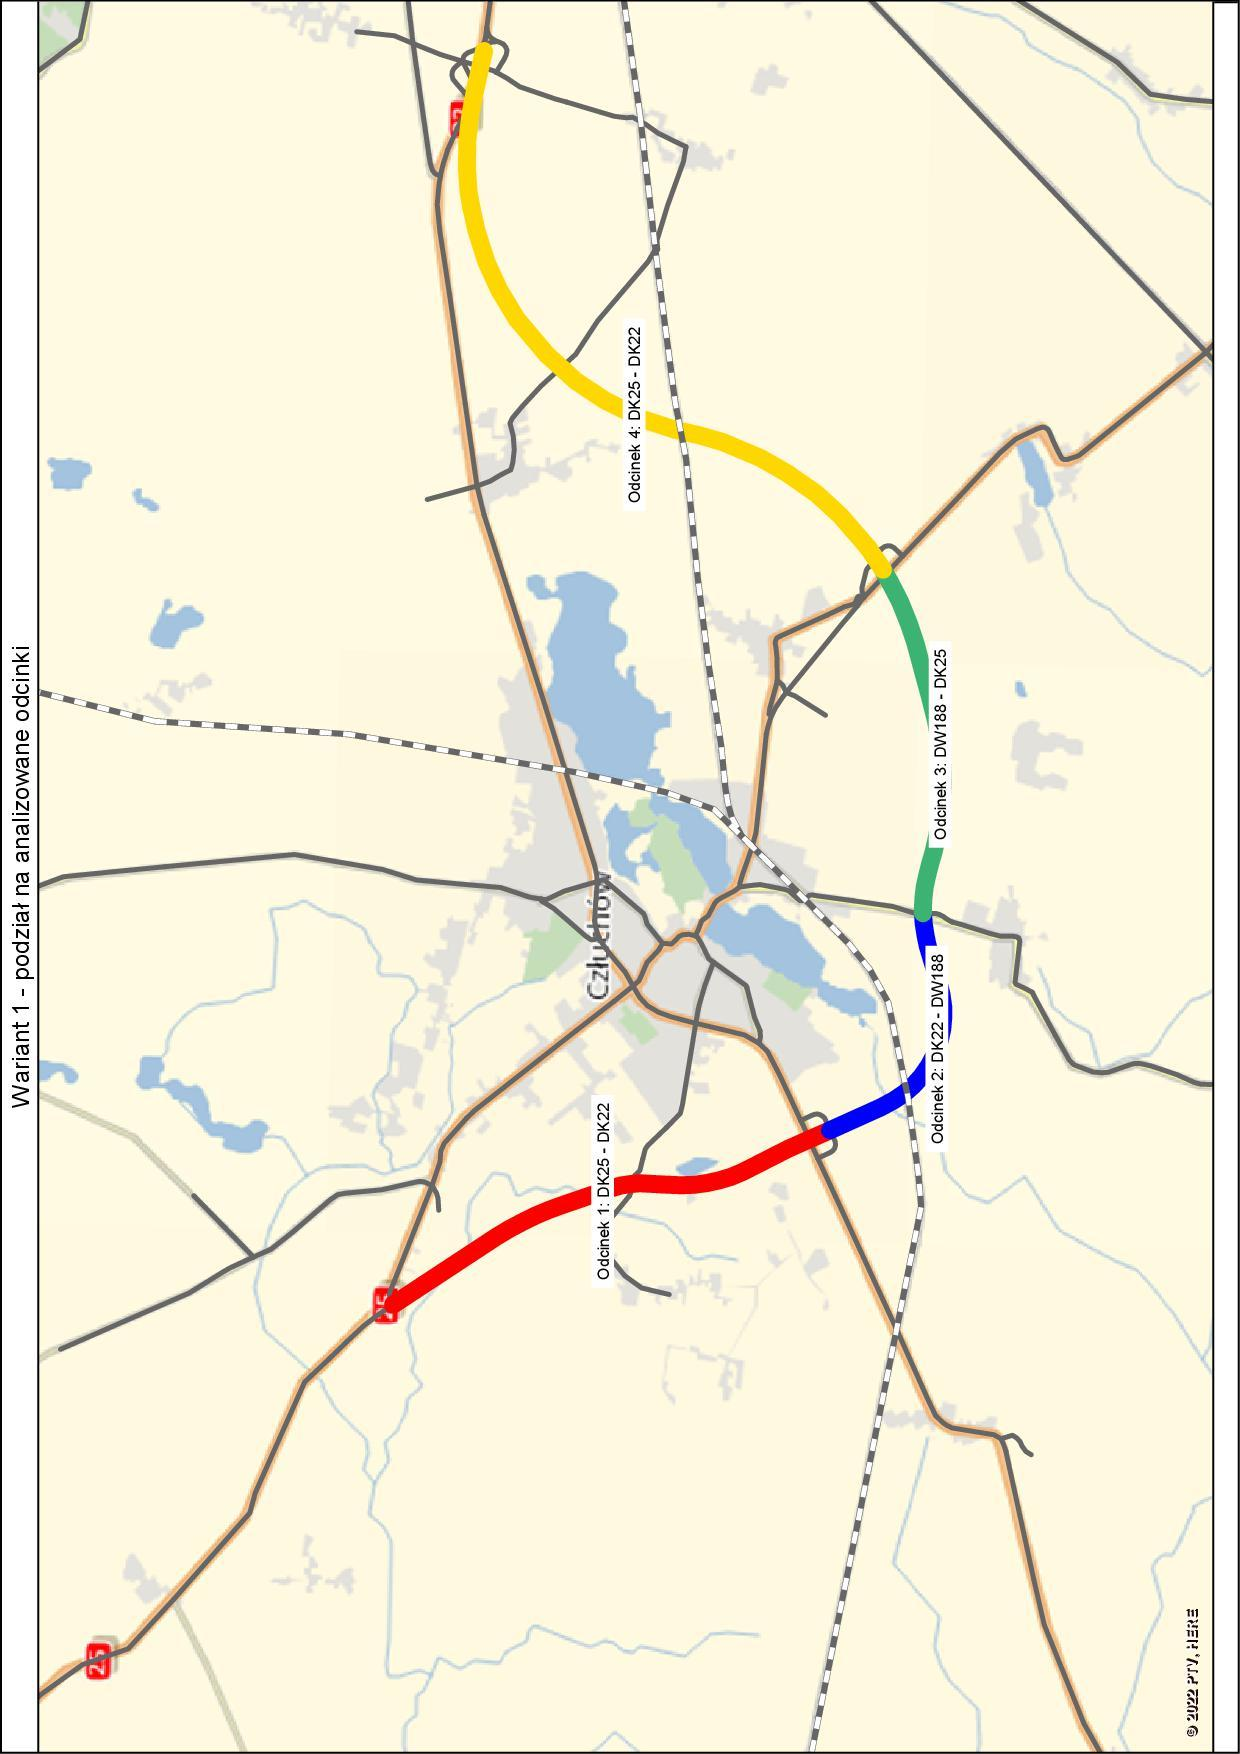 Wariant 1 - podział na analizowane odcinki
25
25
Odcinek 1: DK25 - DK22
Człuchów
Odcinek 2: DK22 - DW188
Odcinek 3: DW188 - DK25
Odcinek 4: DK25 - DK22
© 2022 PTV, HERE